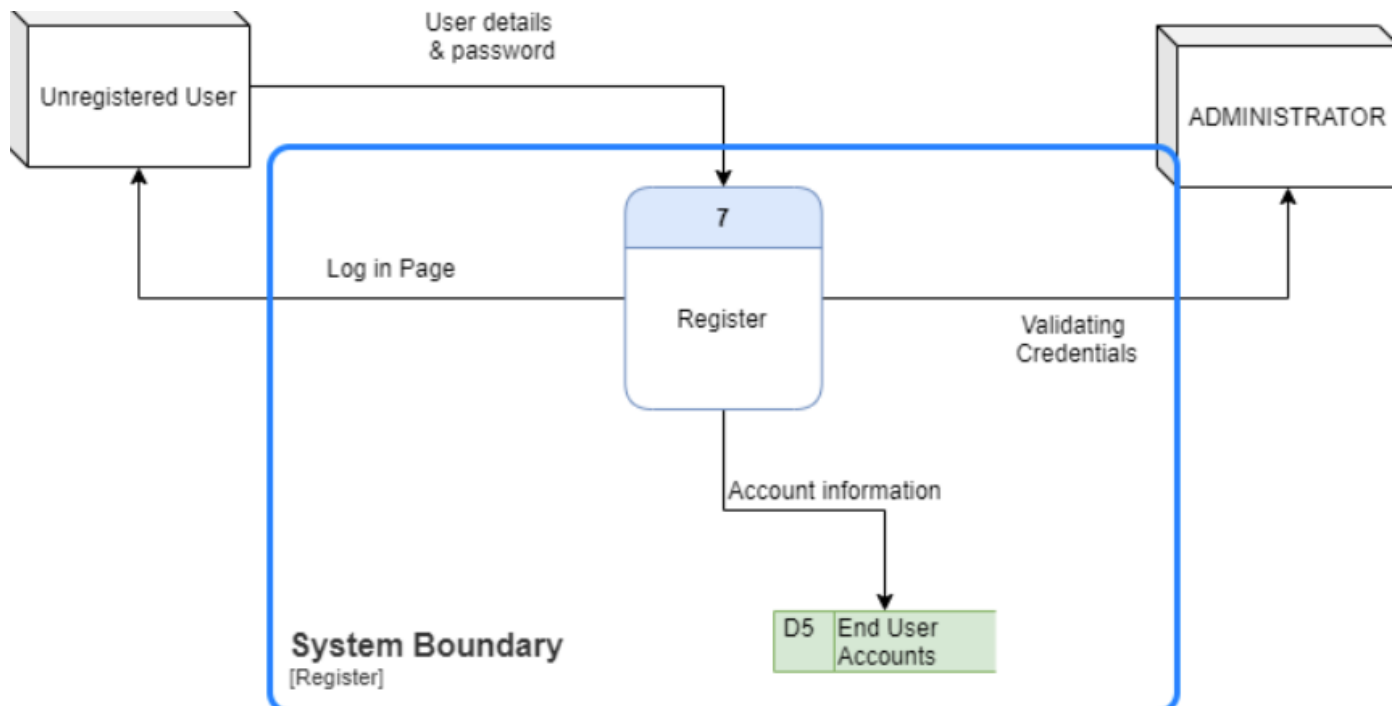 User details
& password
Unregistered User
ADMINISTRATOR
7
Log in Page
Register
Validating
Credentials
Account information
D5
End User
Accounts
System Boundary
[Register]